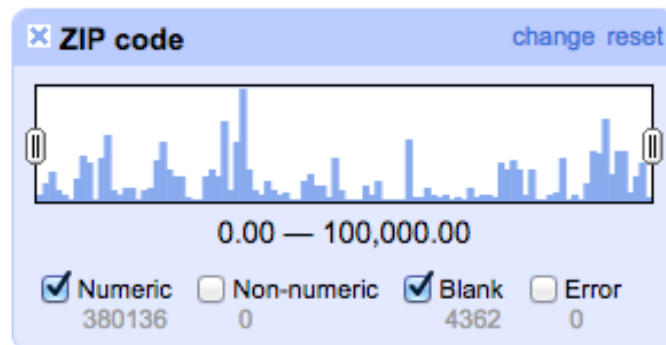 ZIP code change reset
0.00 — 100,000.00
Numeric Non-numeric Blank Error
380136 0 4362 0